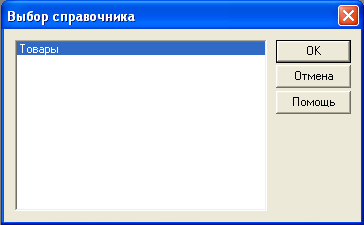 Выбор справочника
Товары
OK
Отмена
Помощь